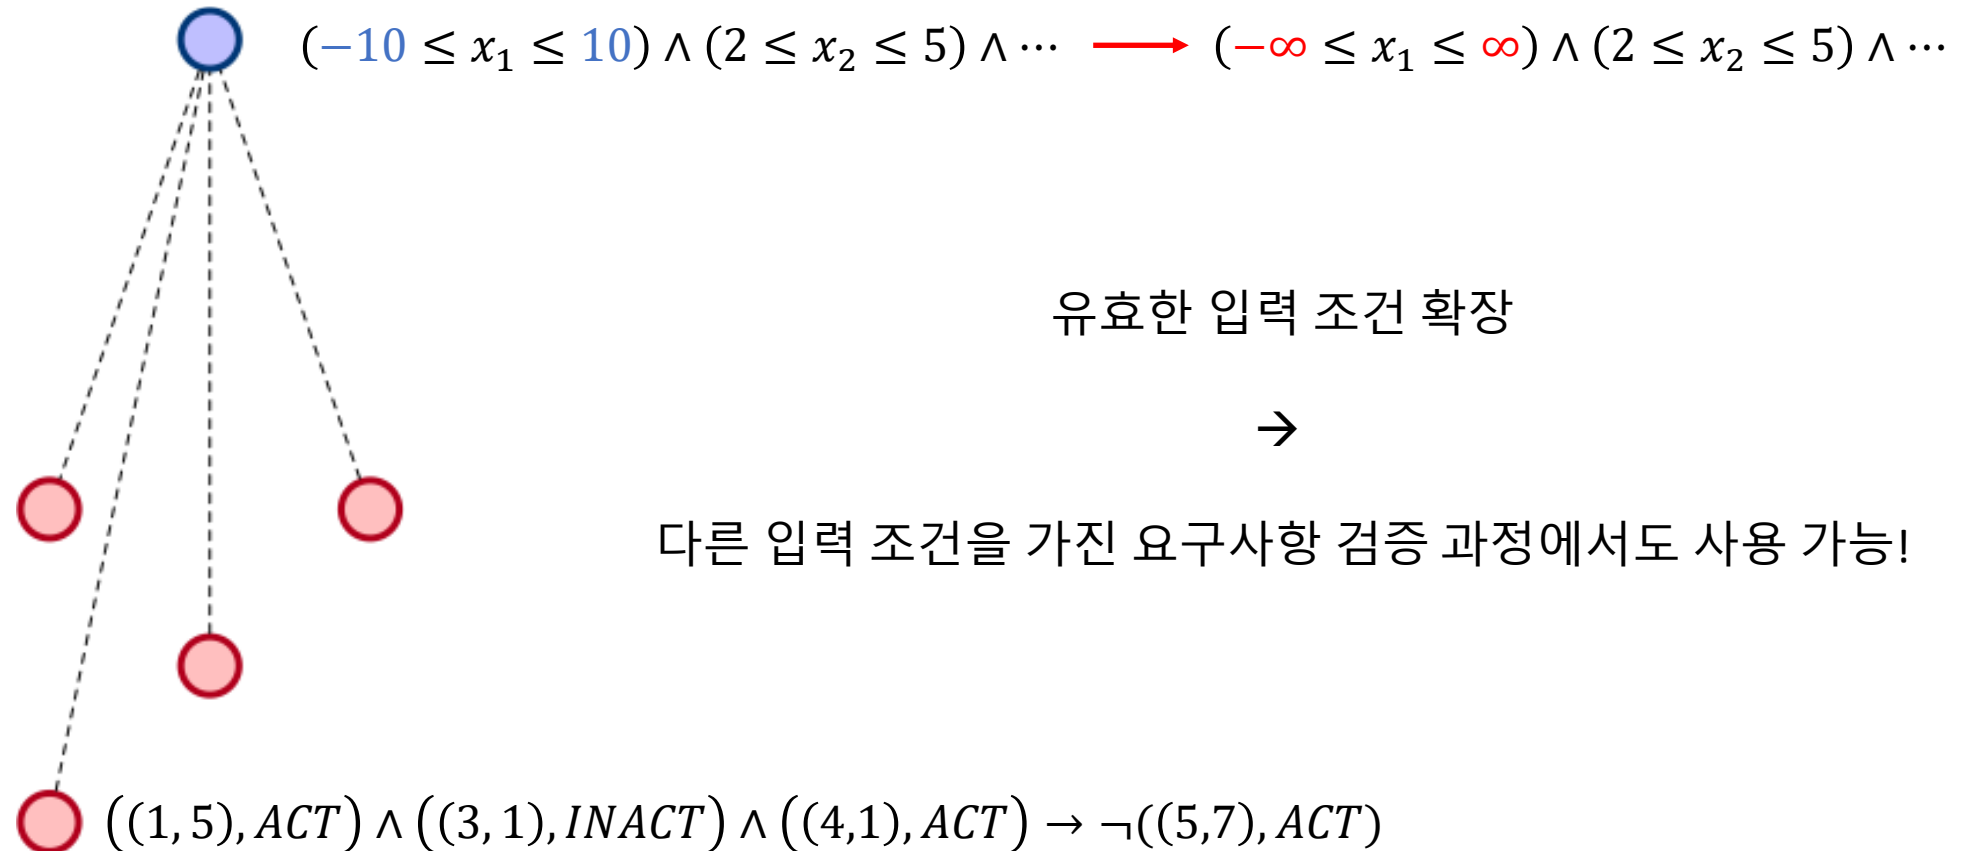 (−10 ≤ x₁ ≤ 10) ∧ (2 ≤ x₂ ≤ 5) ∧ ⋯ ⟶ (−∞ ≤ x₁ ≤ ∞) ∧ (2 ≤ x₂ ≤ 5) ∧ ⋯
유효한 입력 조건 확장
→
다른 입력 조건을 가진 요구사항 검증 과정에서도 사용 가능!
((1, 5), ACT) ∧ ((3, 1), INACT) ∧ ((4,1), ACT) → ¬((5,7), ACT)